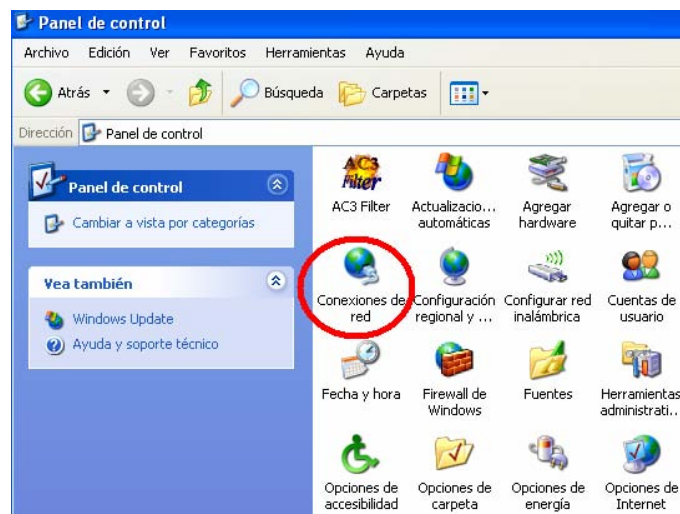 Panel de control
Archivo Edición Ver Favoritos Herramientas Ayuda
Atrás Búsqueda Carpetas
Dirección Panel de control
Panel de control
Cambiar a vista por categorías
Vea también
Windows Update
Ayuda y soporte técnico
AC3 Filter
AC3 Filter
Actualizacio...
automáticas
Agregar
hardware
Agregar o
quitar p...
Conexiones de
red
Configuración
regional y ...
Configurar red
inalámbrica
Cuentas de
usuario
Fecha y hora
Firewall de
Windows
Fuentes
Herramientas
administrati..
Opciones de
accesibilidad
Opciones de
carpeta
Opciones de
energía
Opciones de
Internet